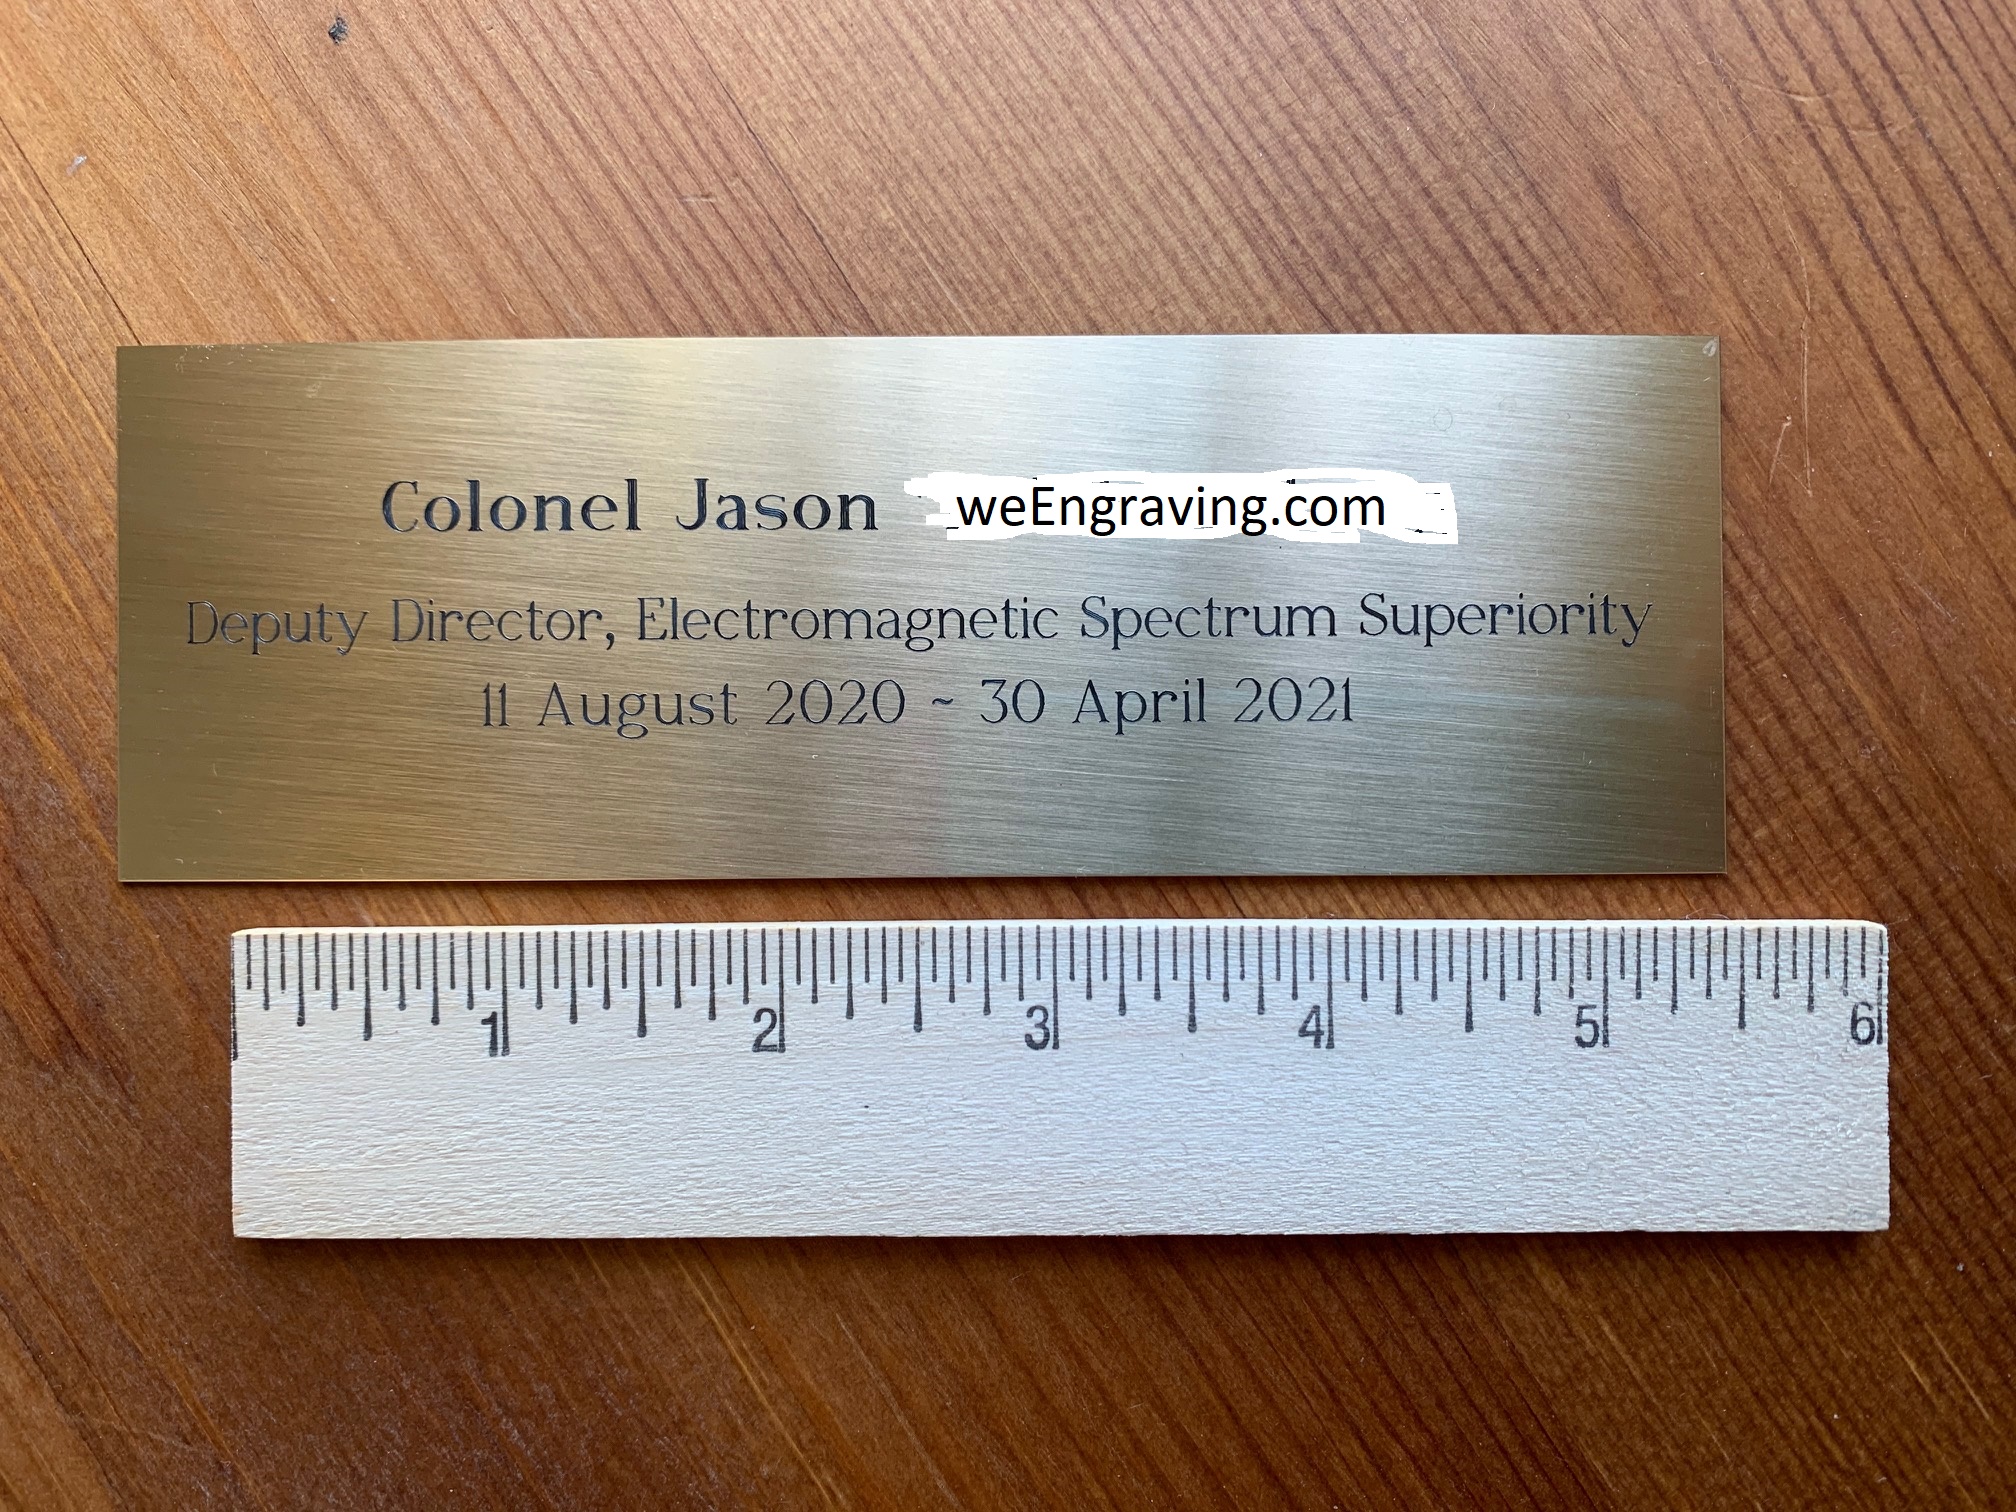 Colonel Jason weEngraving.com
Deputy Director, Electromagnetic Spectrum Superiority
11 August 2020 ~ 30 April 2021
1 2 3 4 5 6